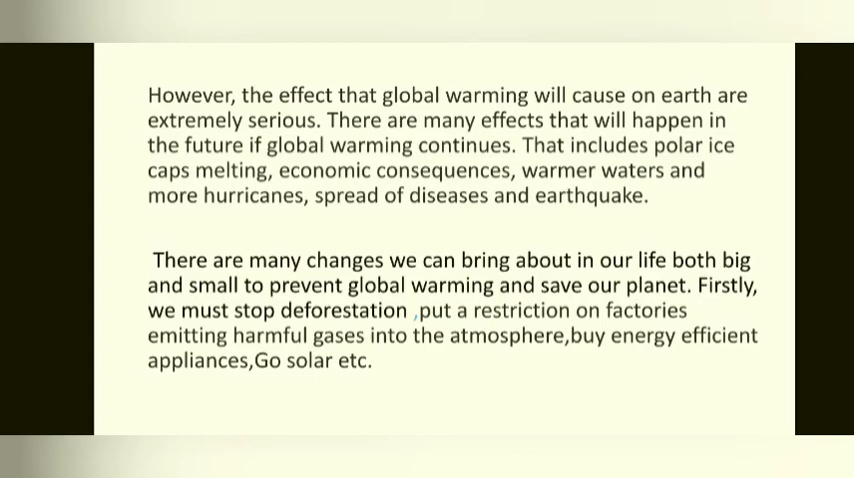 However, the effect that global warming will cause on earth are
extremely serious. There are many effects that will happen in
the future if global warming continues. That includes polar ice
caps melting, economic consequences, warmer waters and
more hurricanes, spread of diseases and earthquake.
There are many changes we can bring about in our life both big
and small to prevent global warming and save our planet. Firstly,
we must stop deforestation ,put a restriction on factories
emitting harmful gases into the atmosphere,buy energy efficient
appliances,Go solar etc.